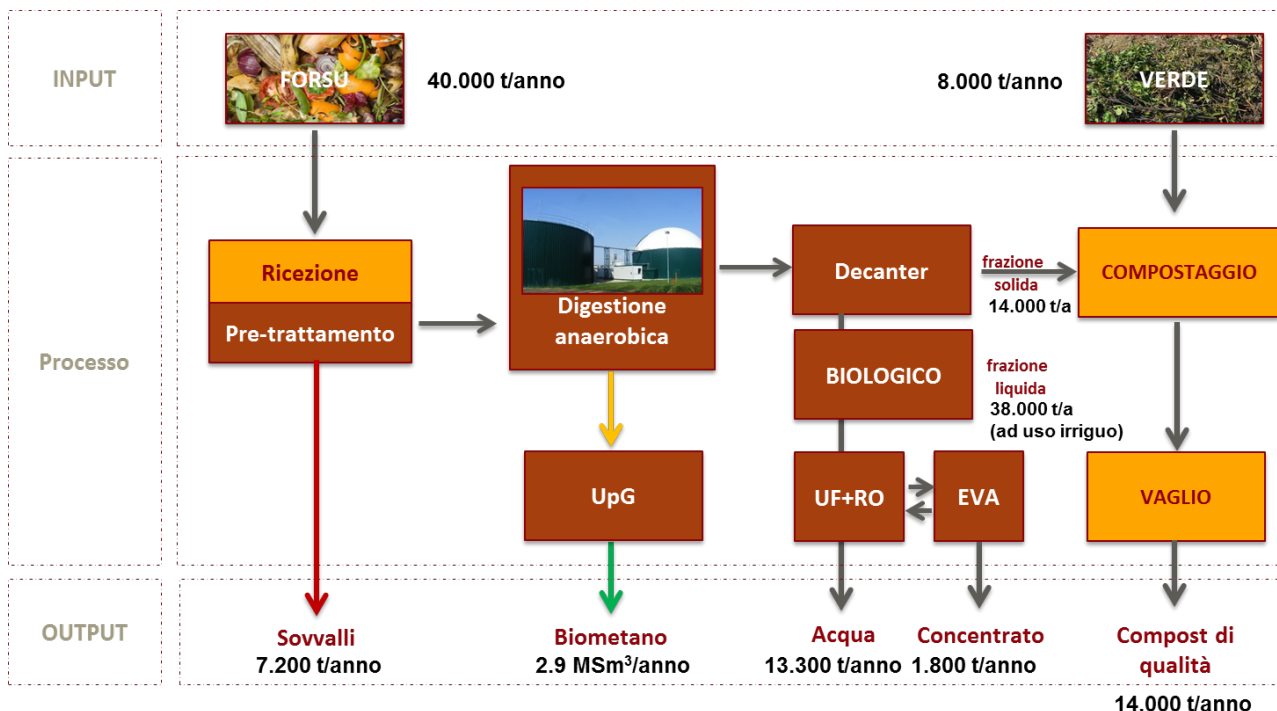 INPUT
FORSU
40.000 t/anno
8.000 t/anno
VERDE
Processo
Ricezione
Pre-trattamento
Digestione
anaerobica
Decanter
frazione
solida
14.000 t/a
COMPOSTAGGIO
BIOLOGICO
frazione
liquida
38.000 t/a
(ad uso irriguo)
UpG
UF+RO
EVA
VAGLIO
OUTPUT
Sovvalli
7.200 t/anno
Biometano
2.9 MSm³/anno
Acqua
13.300 t/anno
Concentrato
1.800 t/anno
Compost di
qualità
14.000 t/anno